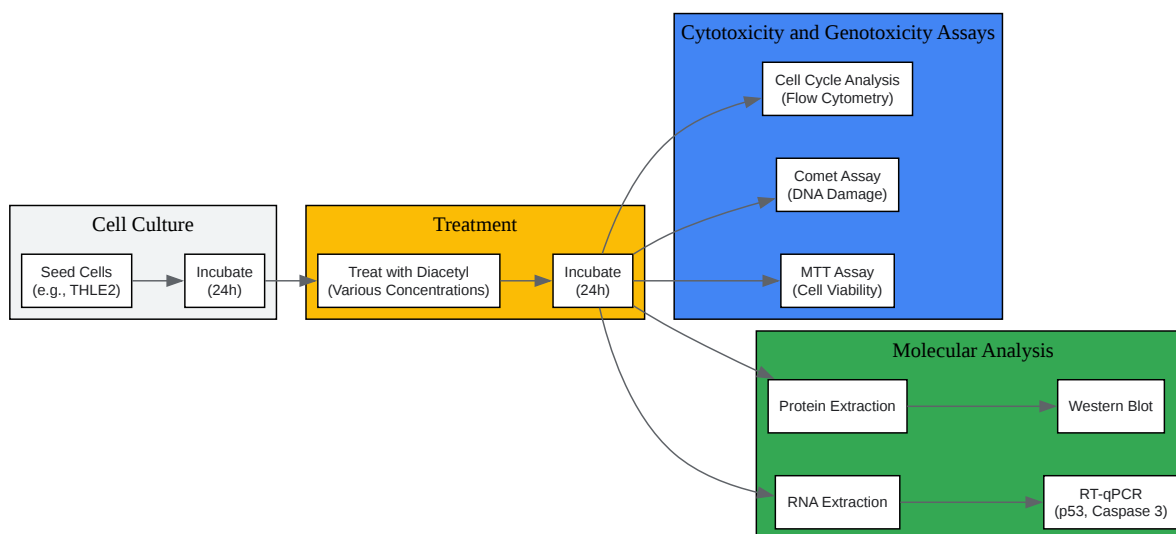 Cell Culture
Seed Cells
(e.g., THLE2)
Incubate
(24h)
Treatment
Treat with Diacetyl
(Various Concentrations)
Incubate
(24h)
Cytotoxicity and Genotoxicity Assays
Cell Cycle Analysis
(Flow Cytometry)
Comet Assay
(DNA Damage)
MTT Assay
(Cell Viability)
Molecular Analysis
Protein Extraction
Western Blot
RNA Extraction
RT-qPCR
(p53, Caspase 3)